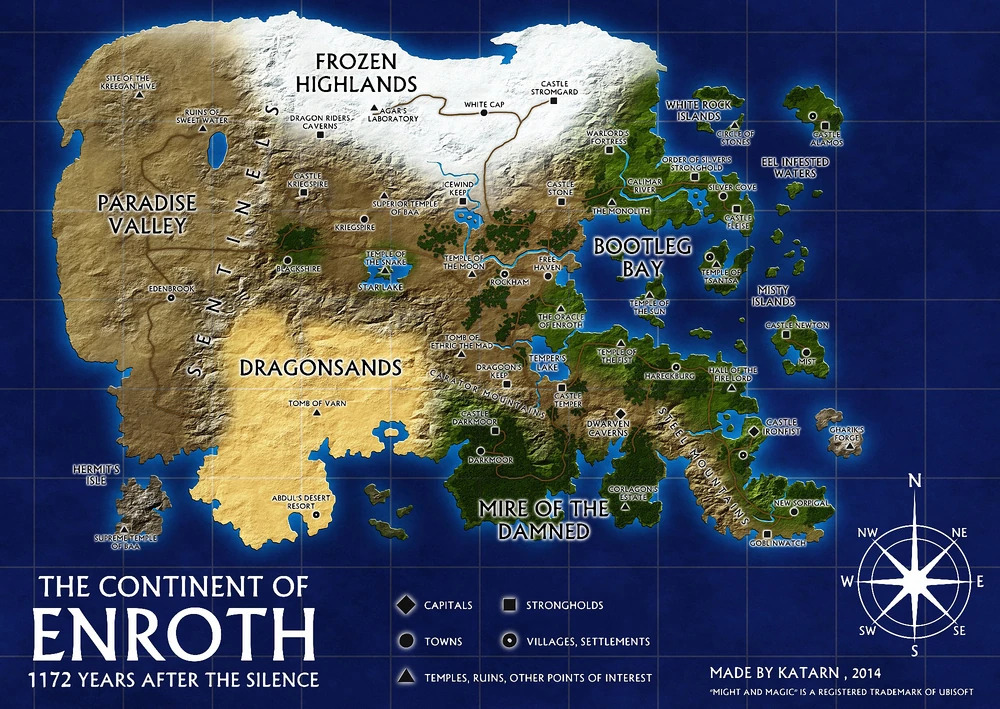 FROZEN
HIGHLANDS
SITE OF THE
KREEGAN HIVE
RUINS OF
SWEET WATER
DRAGON RIDERS
CAVERNS
AGAR'S
LABORATORY
WHITE CAP
CASTLE
STROMGARD
WHITE ROCK
ISLANDS
CIRCLE OF
STONES
CASTLE
ALAMOS
WARLORD'S
FORTRESS
ORDER OF SILVER'S
STRONGHOLD
EEL INFESTED
WATERS
CALIMAR
RIVER
SILVER COVE
CASTLE
FLEISE
THE MONOLITH
CASTLE
KRIEGSPIRE
CEWIND
KEEP
CASTLE
STONE
SUPERIOR TEMPLE
OF BAA
KRIEGSPIRE
PARADISE
VALLEY
SENTINELS
BOOTLEG
BAY
BLACKSHIRE
TEMPLE OF
THE SNAKE
STAR LAKE
TEMPLE OF
THE MOON
ROCKHAM
FREE
HAVEN
TEMPLE OF
TSANTSA
EDENBROOK
TEMPLE OF
THE SUN
MISTY
ISLANDS
THE ORACLE
OF ENROTH
CASTLE NEWTON
MIST
TOMB OF
ETHRIC THE MAD
TEMPLE OF
THE FIST
DRAGONSANDS
TEMPER'S
LAKE
DRAGOON'S
KEEP
HARECKBURG
HALL OF THE
FIRE LORD
CARATOR MOUNTAINS
CASTLE
TEMPER
TOMB OF VARN
CASTLE
DARKMOOR
DWARVEN
CAVERNS
STEEL MOUNTAINS
CASTLE
IRONFIST
GHARIK'S
FORGE
DARKMOOR
HERMIT'S
ISLE
CORLAGON'S
ESTATE
ABDUL'S DESERT
RESORT
MIRE OF THE
DAMNED
NEW SORPIGAL
SUPREME TEMPLE
OF BAA
GOBLINWATCH
N
NW
NE
W
E
SW
SE
S
THE CONTINENT OF
ENROTH
1172 YEARS AFTER THE SILENCE
CAPITALS
STRONGHOLDS
TOWNS
VILLAGES, SETTLEMENTS
TEMPLES, RUINS, OTHER POINTS OF INTEREST
MADE BY KATARN , 2014
"MIGHT AND MAGIC" IS A REGISTERED TRADEMARK OF UBISOFT